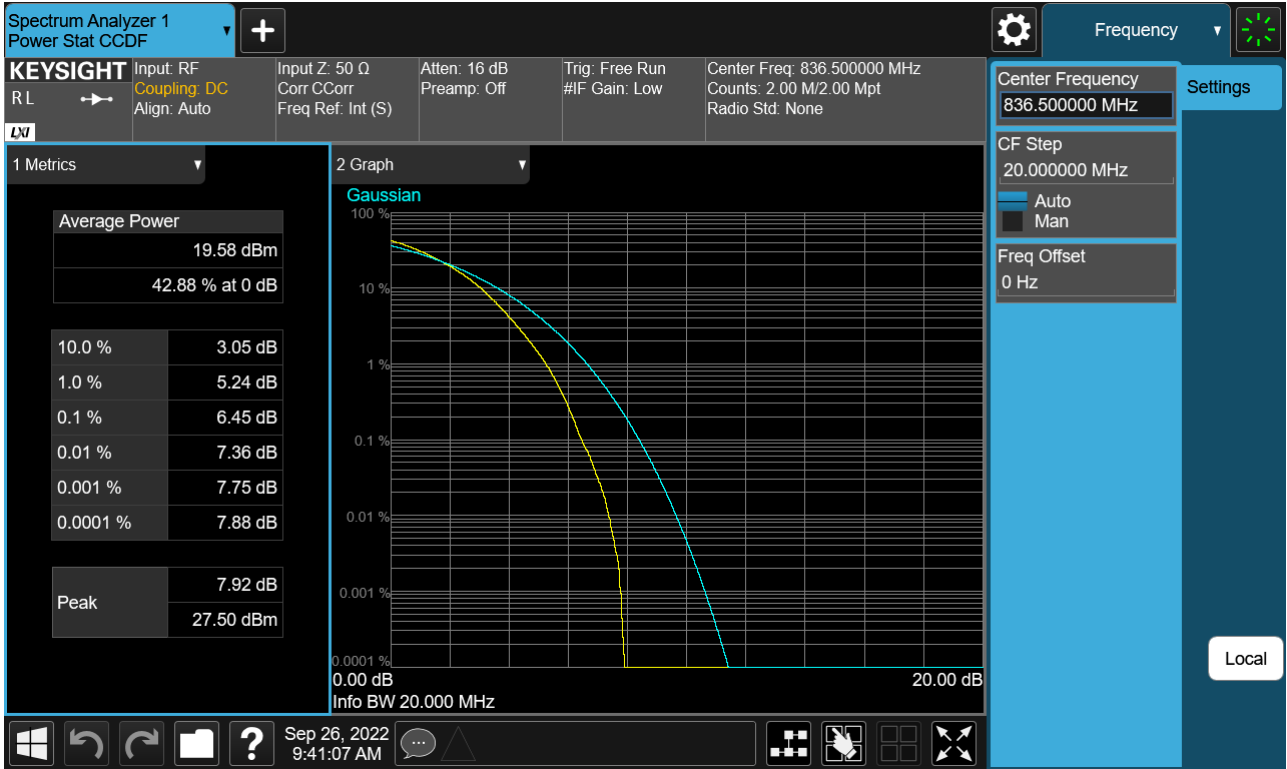 Spectrum Analyzer 1
Power Stat CCDF
Frequency
KEYSIGHT
R L
LXI
Input: RF
Coupling: DC
Align: Auto
Input Z: 50 Ω
Corr CCorr
Freq Ref: Int (S)
Atten: 16 dB
Preamp: Off
Trig: Free Run
#IF Gain: Low
Center Freq: 836.500000 MHz
Counts: 2.00 M/2.00 Mpt
Radio Std: None
Center Frequency
836.500000 MHz
Settings
CF Step
20.000000 MHz
Auto
Man
Freq Offset
0 Hz
Local
1 Metrics
Average Power
19.58 dBm
42.88 % at 0 dB
10.0 % 3.05 dB
1.0 % 5.24 dB
0.1 % 6.45 dB
0.01 % 7.36 dB
0.001 % 7.75 dB
0.0001 % 7.88 dB
Peak
7.92 dB
27.50 dBm
2 Graph
Gaussian
100 %
10 %
1 %
0.1 %
0.01 %
0.001 %
0.0001 %
0.00 dB 20.00 dB
Info BW 20.000 MHz
?
Sep 26, 2022
9:41:07 AM